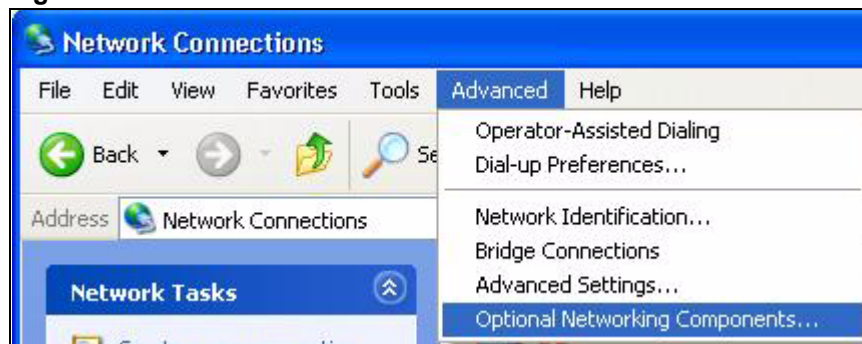 Network Connections
File Edit View Favorites Tools Advanced Help
Back
Operator-Assisted Dialing
Dial-up Preferences...
Address Network Connections
Network Identification...
Bridge Connections
Advanced Settings...
Optional Networking Components...
Network Tasks